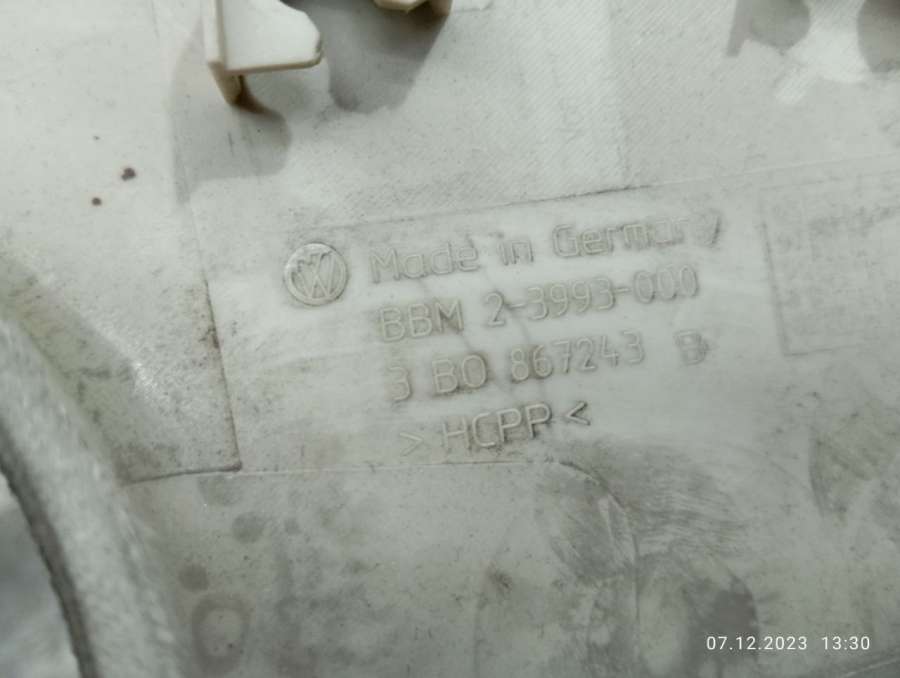 Made in Germany
BBM 2-3993-000
3 B0 867243 B
> HCPP <
07.12.2023 13:30